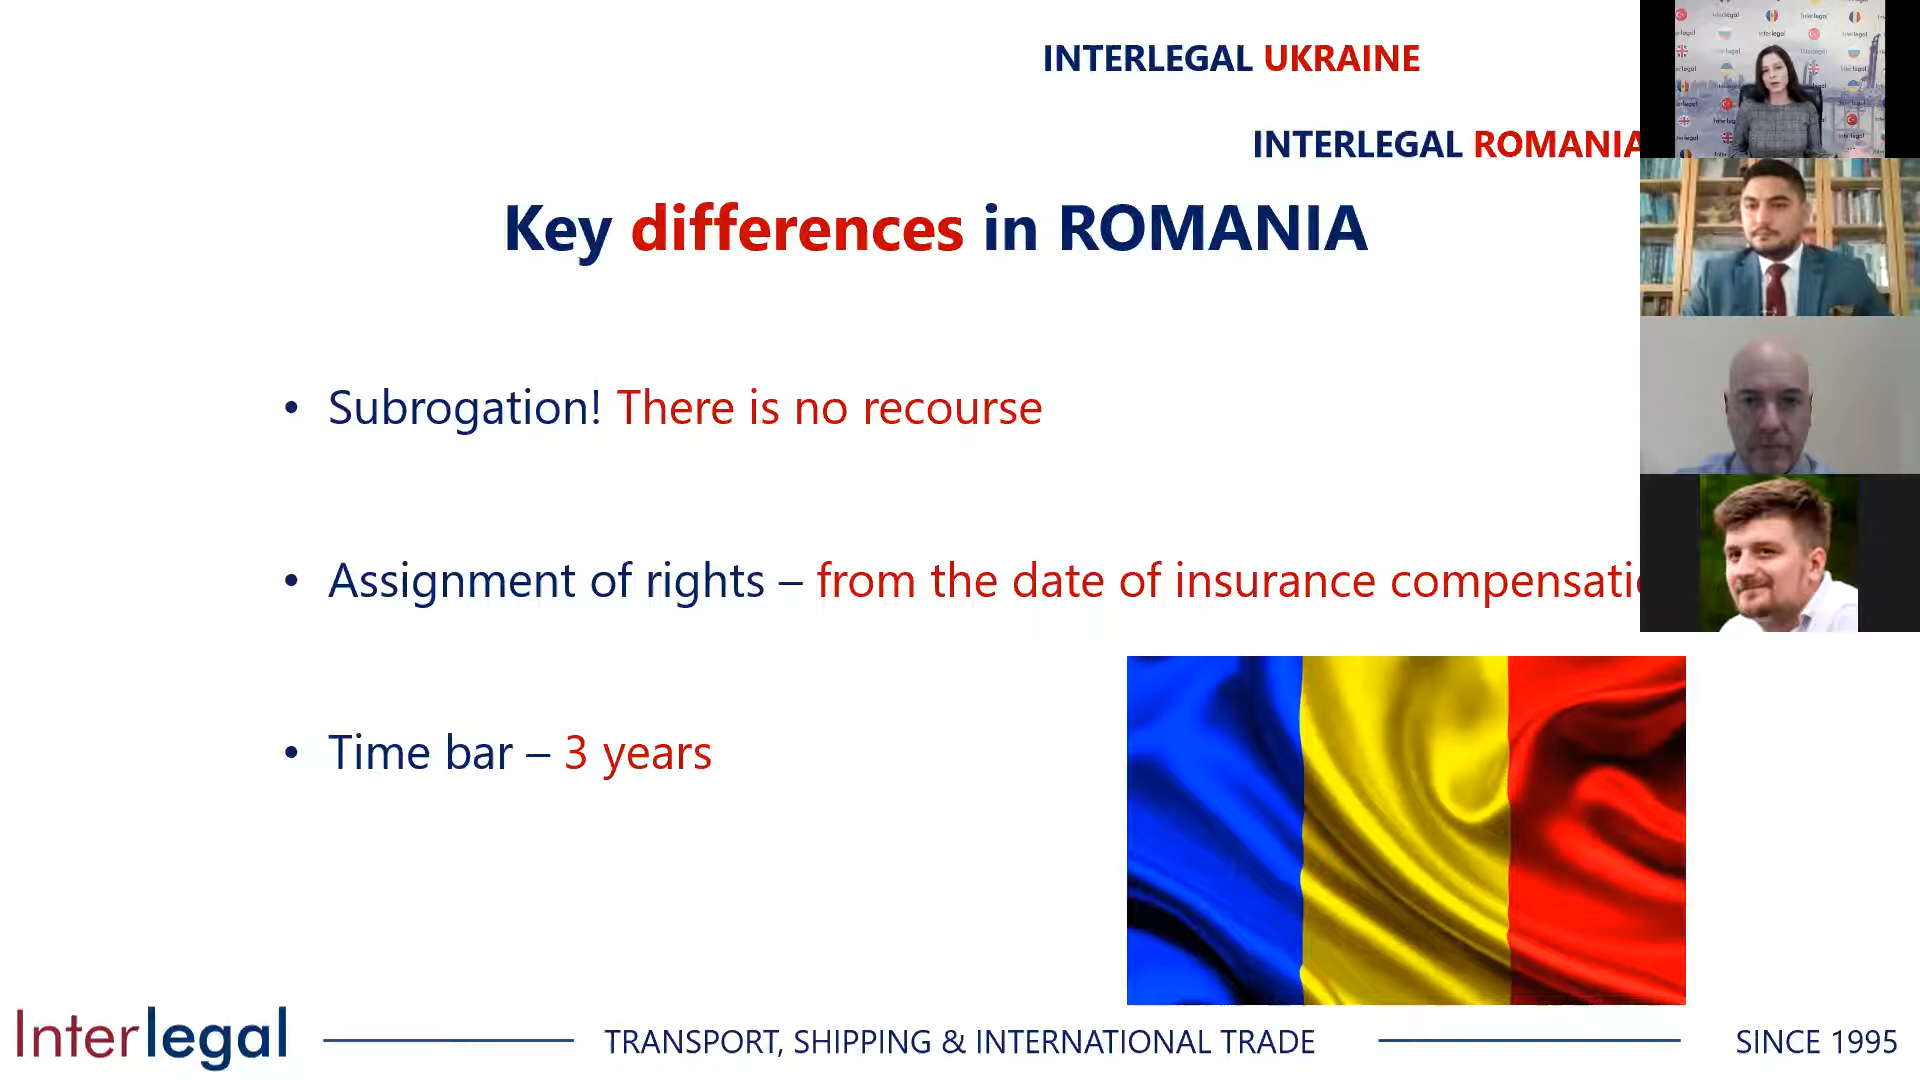 INTERLEGAL UKRAINE
INTERLEGAL ROMANIA
Key differences in ROMANIA
• Subrogation! There is no recourse
• Assignment of rights – from the date of insurance compensati
• Time bar – 3 years
Interlegal
TRANSPORT, SHIPPING & INTERNATIONAL TRADE
SINCE 1995